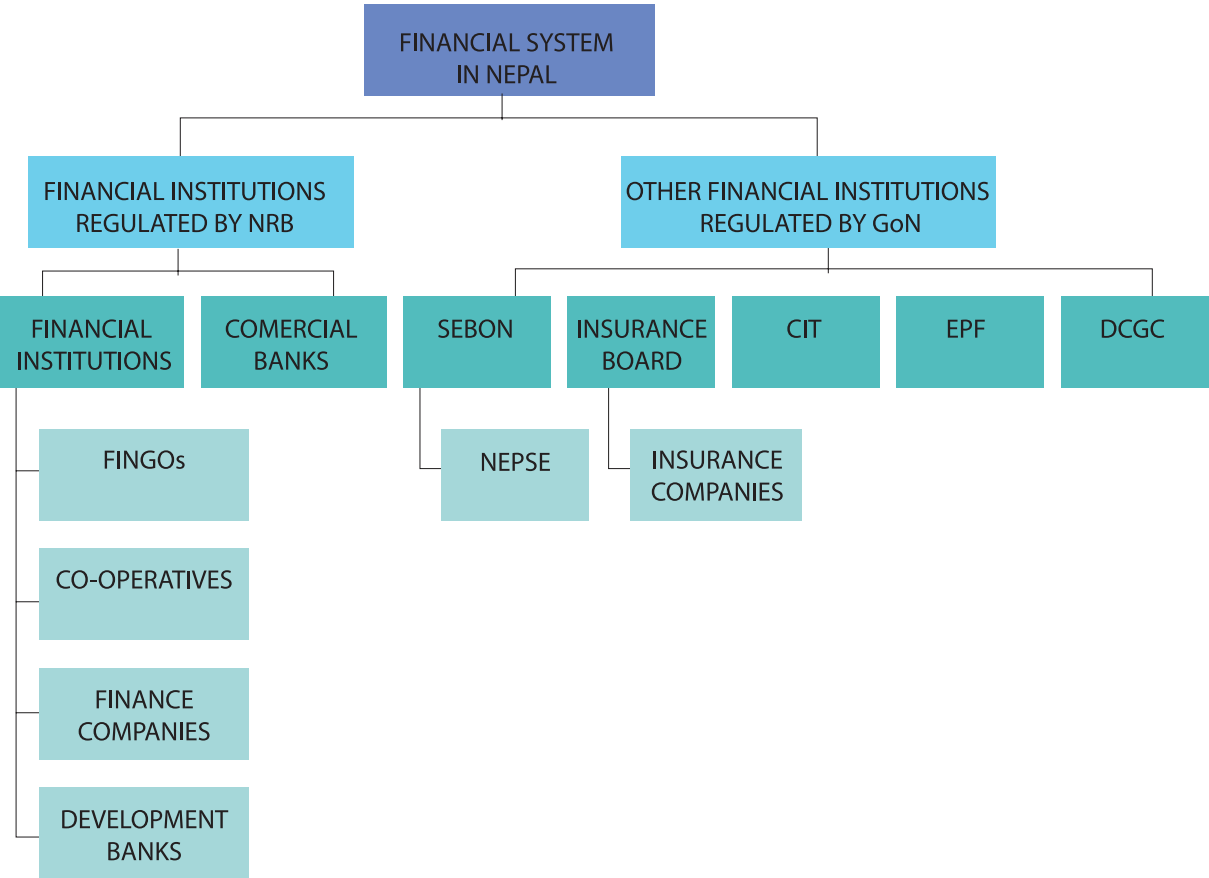 FINANCIAL SYSTEM
IN NEPAL
FINANCIAL INSTITUTIONS
REGULATED BY NRB
OTHER FINANCIAL INSTITUTIONS
REGULATED BY GoN
FINANCIAL
INSTITUTIONS
COMERCIAL
BANKS
SEBON
INSURANCE
BOARD
CIT
EPF
DCGC
FINGOs
NEPSE
INSURANCE
COMPANIES
CO-OPERATIVES
FINANCE
COMPANIES
DEVELOPMENT
BANKS